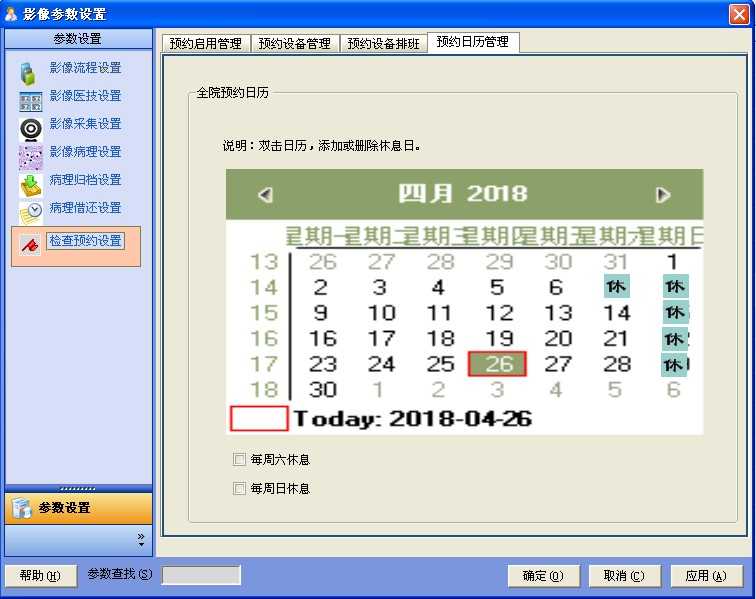 影像参数设置
参数设置
影像流程设置
影像医技设置
影像采集设置
影像病理设置
病理归档设置
病理借还设置
检查预约设置
参数设置
预约启用管理 预约设备管理 预约设备排班 预约日历管理
全院预约日历
说明：双击日历，添加或删除休息日。
四月 2018
星期一 星期二 星期三 星期四 星期五 星期六 星期日
13 26 27 28 29 30 31 1
14 2 3 4 5 6 休 休
15 9 10 11 12 13 14 休
16 16 17 18 19 20 21 休
17 23 24 25 26 27 28 休
18 30 1 2 3 4 5 6
Today: 2018-04-26
每周六休息
每周日休息
帮助(H) 参数查找(S) 确定(O) 取消(C) 应用(A)